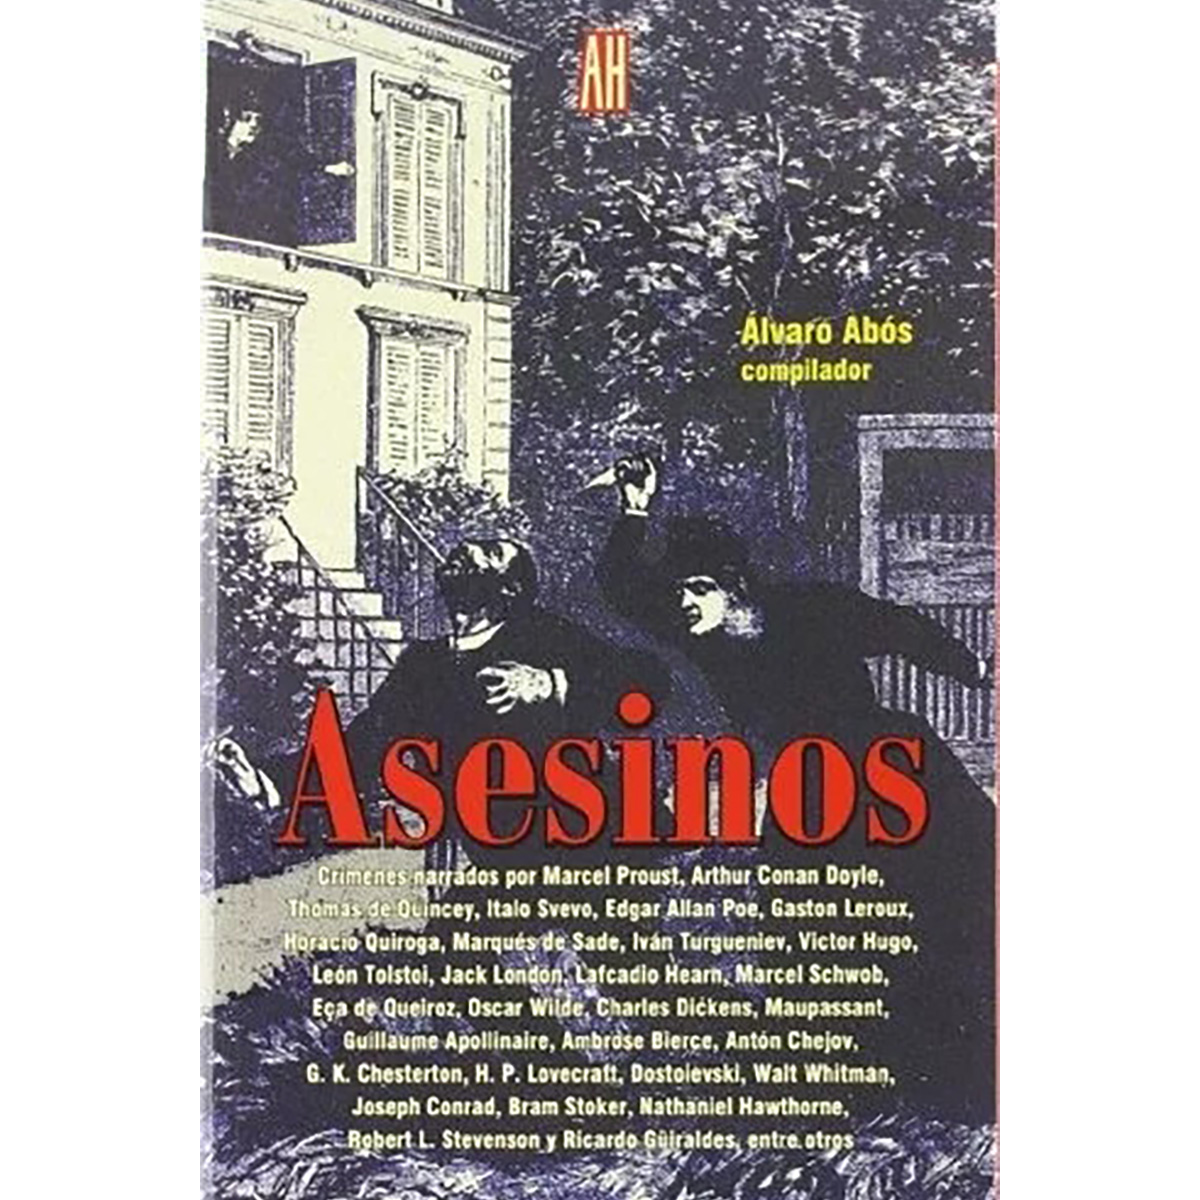 AH
Álvaro Abós
compilador
Asesinos
Crímenes narrados por Marcel Proust, Arthur Conan Doyle,
Thomas de Quincey, Italo Svevo, Edgar Allan Poe, Gaston Leroux,
Horacio Quiroga, Marqués de Sade, Iván Turgueniev, Victor Hugo,
León Tolstoi, Jack London, Lafcadio Hearn, Marcel Schwob,
Eça de Queiroz, Oscar Wilde, Charles Dickens, Maupassant,
Guillaume Apollinaire, Ambrose Bierce, Antón Chejov,
G. K. Chesterton, H. P. Lovecraft, Dostoievski, Walt Whitman,
Joseph Conrad, Bram Stoker, Nathaniel Hawthorne,
Robert L. Stevenson y Ricardo Güiraldes, entre otros